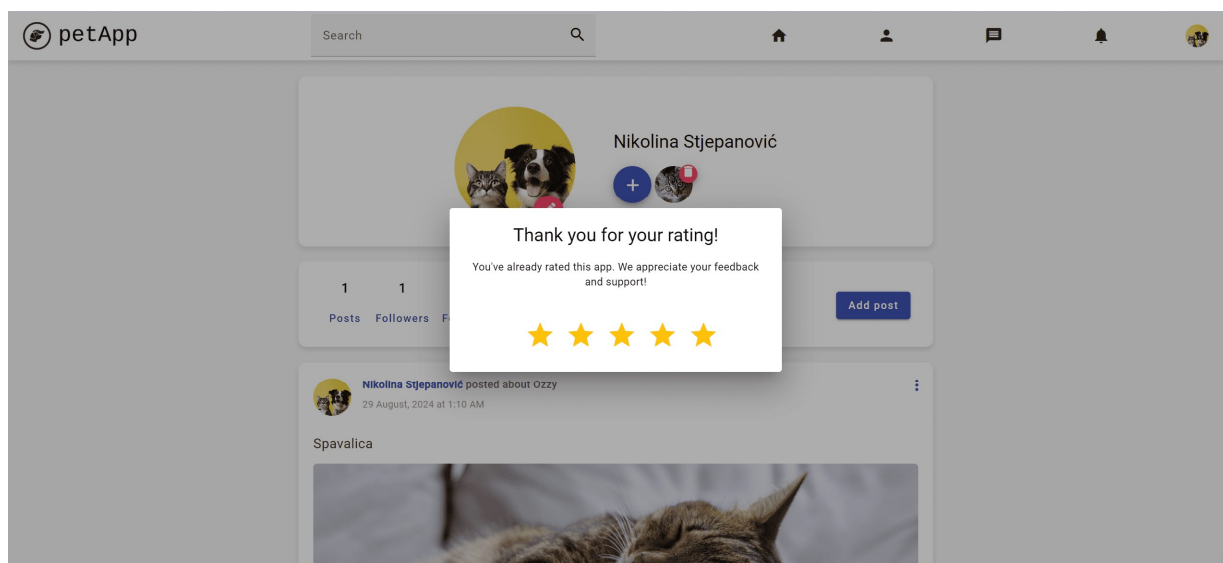 petApp
Search
Nikolina Stjepanović
Thank you for your rating!
You've already rated this app. We appreciate your feedback
and support!
1 1
Posts Followers
Add post
Nikolina Stjepanović posted about Ozzy
29 August, 2024 at 1:10 AM
Spavalica